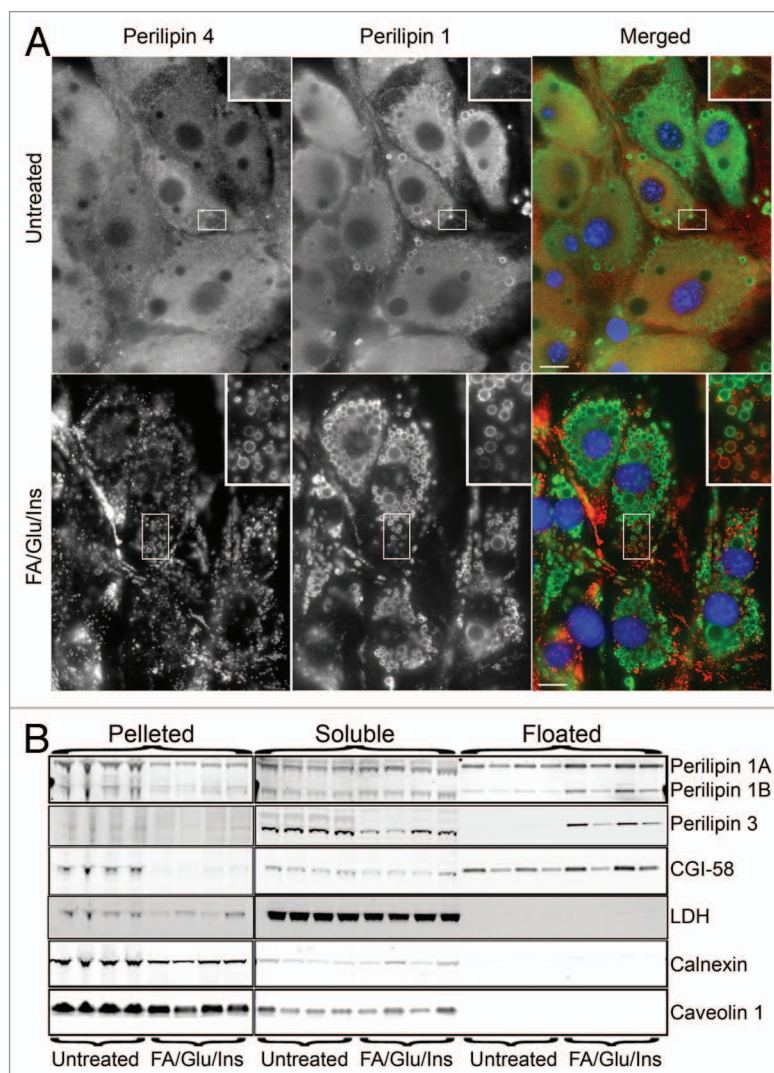 A
Perilipin 4 Perilipin 1 Merged
Untreated
FA/Glu/Ins
B
Pelleted Soluble Floated
Perilipin 1A
Perilipin 1B
Perilipin 3
CGI-58
LDH
Calnexin
Caveolin 1
Untreated FA/Glu/Ins Untreated FA/Glu/Ins Untreated FA/Glu/Ins